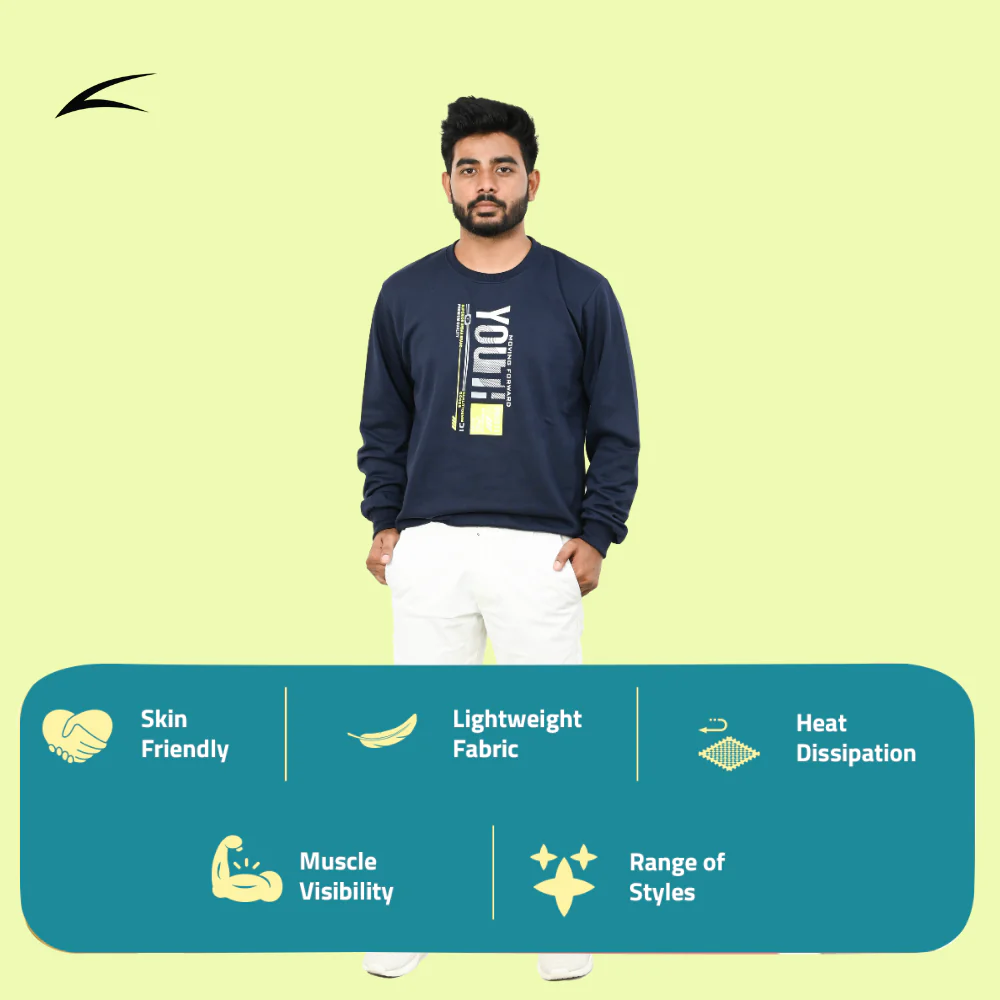 YOUTH
MOVING FORWARD
Skin
Friendly
Lightweight
Fabric
Heat
Dissipation
Muscle
Visibility
Range of
Styles